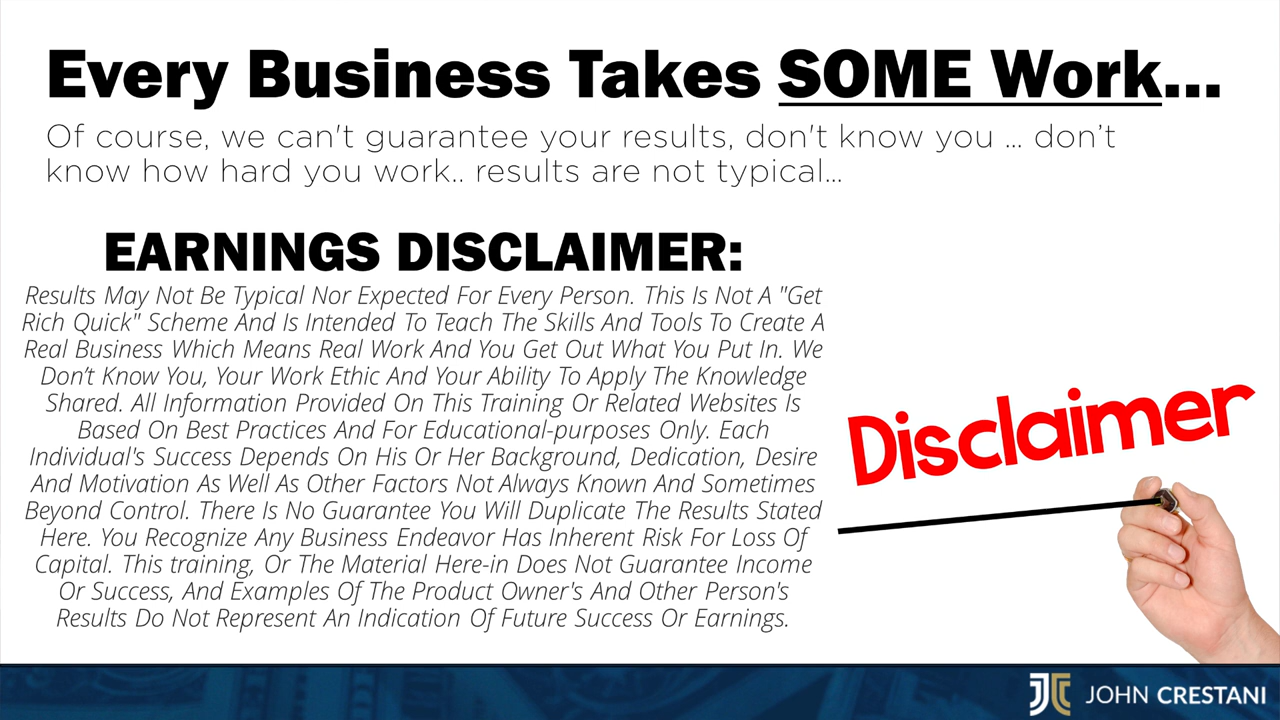 Every Business Takes SOME Work...
Of course, we can't guarantee your results, don't know you ... don’t
know how hard you work.. results are not typical...
EARNINGS DISCLAIMER:
Results May Not Be Typical Nor Expected For Every Person. This Is Not A "Get
Rich Quick" Scheme And Is Intended To Teach The Skills And Tools To Create A
Real Business Which Means Real Work And You Get Out What You Put In. We
Don’t Know You, Your Work Ethic And Your Ability To Apply The Knowledge
Shared. All Information Provided On This Training Or Related Websites Is
Based On Best Practices And For Educational-purposes Only. Each
Individual's Success Depends On His Or Her Background, Dedication, Desire
And Motivation As Well As Other Factors Not Always Known And Sometimes
Beyond Control. There Is No Guarantee You Will Duplicate The Results Stated
Here. You Recognize Any Business Endeavor Has Inherent Risk For Loss Of
Capital. This training, Or The Material Here-in Does Not Guarantee Income
Or Success, And Examples Of The Product Owner's And Other Person's
Results Do Not Represent An Indication Of Future Success Or Earnings.
Disclaimer
JOHN CRESTANI